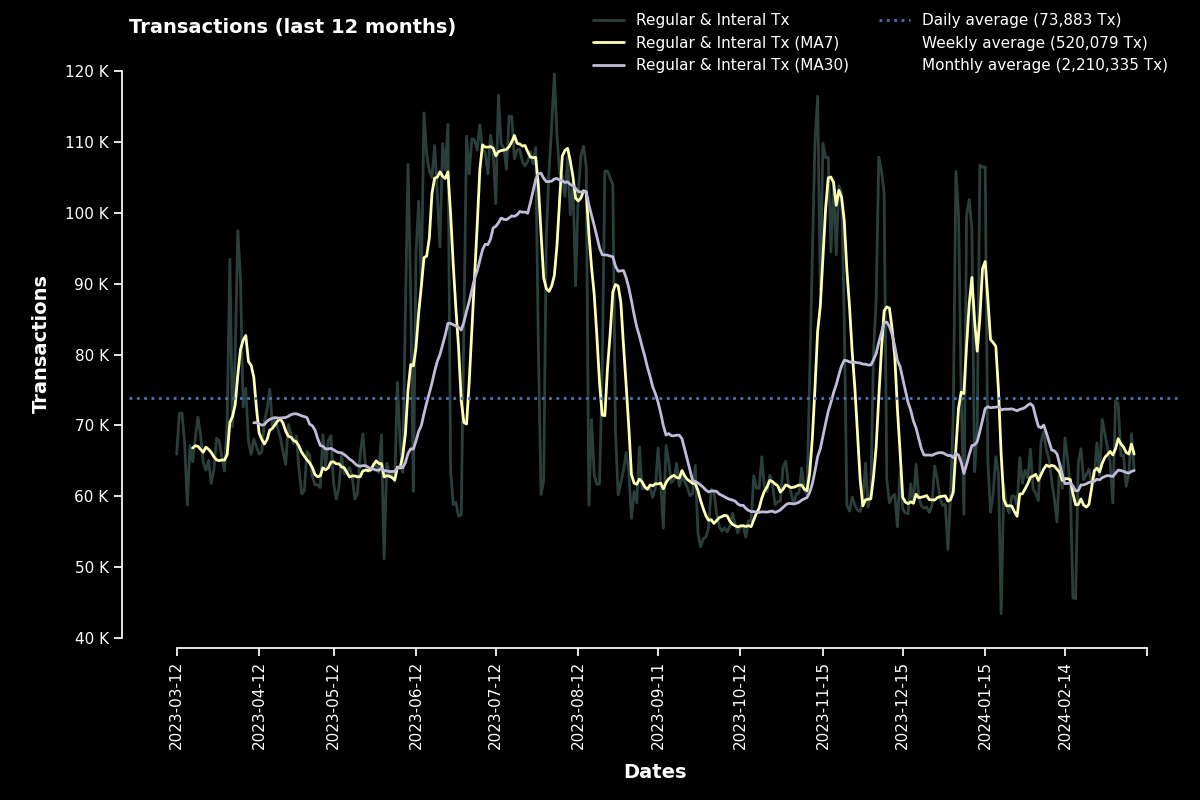 Transactions (last 12 months)
Regular & Interal Tx
Regular & Interal Tx (MA7)
Regular & Interal Tx (MA30)
Daily average (73,883 Tx)
Weekly average (520,079 Tx)
Monthly average (2,210,335 Tx)
120 K
110 K
100 K
90 K
80 K
70 K
60 K
50 K
40 K
Transactions
2023-03-12
2023-04-12
2023-05-12
2023-06-12
2023-07-12
2023-08-12
2023-09-11
2023-10-12
2023-11-15
2023-12-15
2024-01-15
2024-02-14
Dates